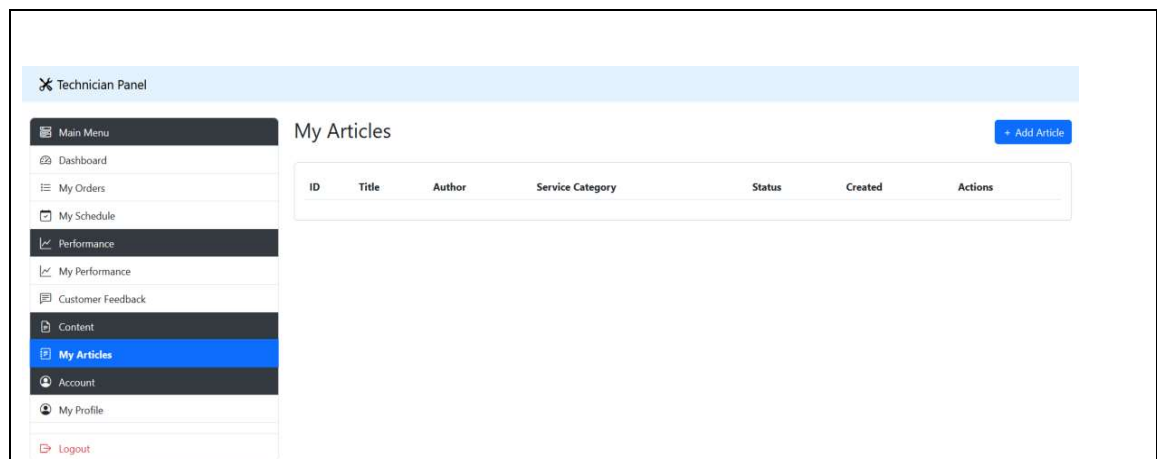 Technician Panel
Main Menu
Dashboard
My Orders
My Schedule
Performance
My Performance
Customer Feedback
Content
My Articles
Account
My Profile
Logout
My Articles
+ Add Article
ID Title Author Service Category Status Created Actions